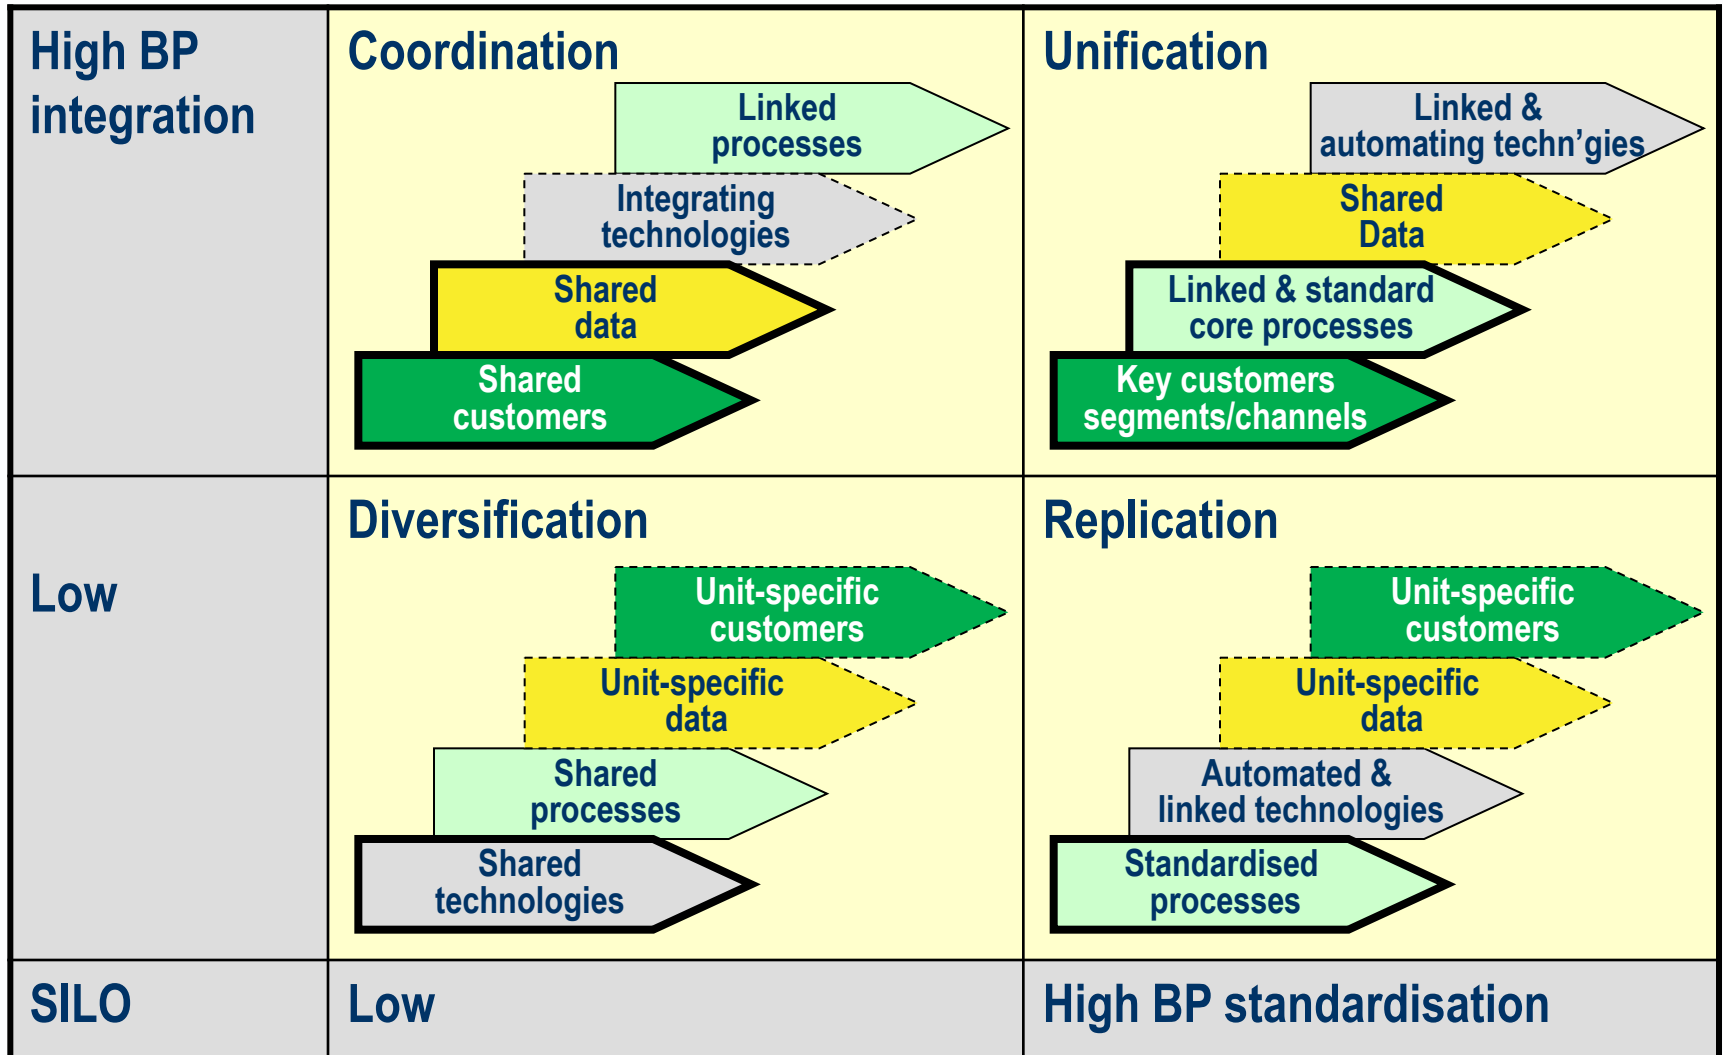 High BP
integration
Coordination
Linked
processes
Integrating
technologies
Shared
data
Shared
customers
Unification
Linked &
automating techn’gies
Shared
Data
Linked & standard
core processes
Key customers
segments/channels
Low
Diversification
Unit-specific
customers
Unit-specific
data
Shared
processes
Shared
technologies
Replication
Unit-specific
customers
Unit-specific
data
Automated &
linked technologies
Standardised
processes
SILO
Low
High BP standardisation